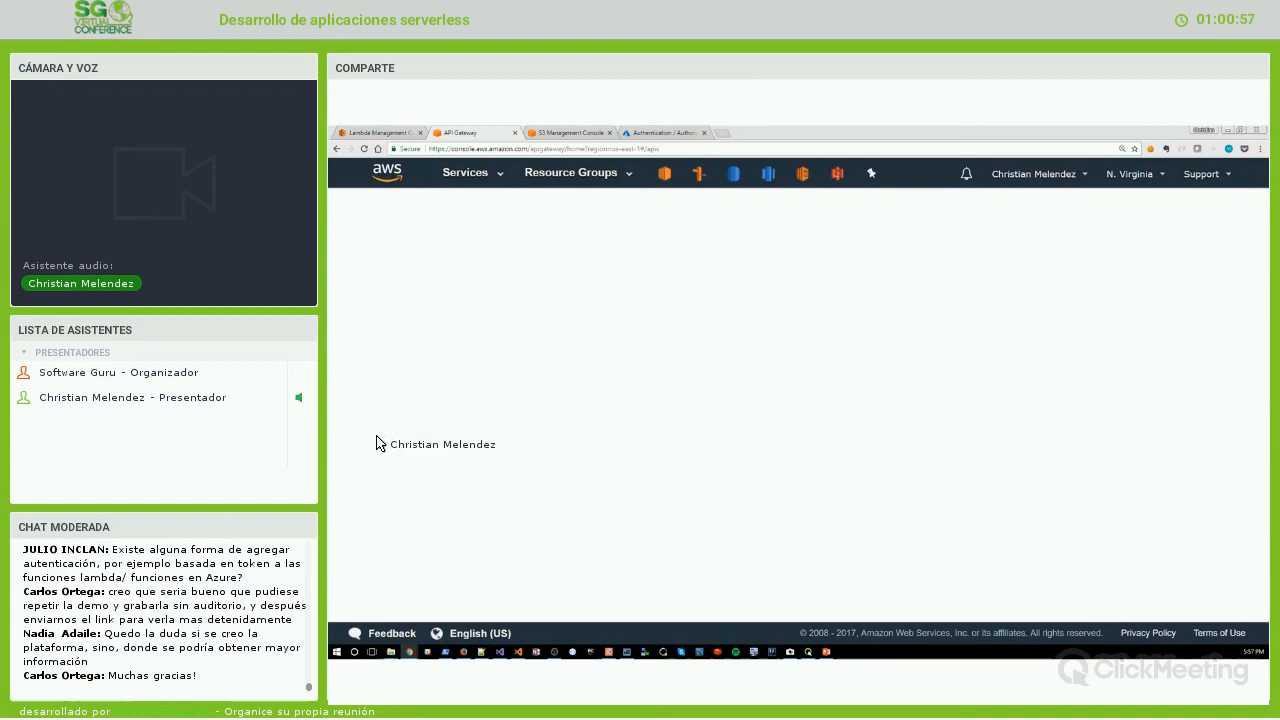 SG
VIRTUAL
CONFERENCE
Desarrollo de aplicaciones serverless
01:00:57
CÁMARA Y VOZ
Asistente audio:
Christian Melendez
LISTA DE ASISTENTES
PRESENTADORES
Software Guru - Organizador
Christian Melendez - Presentador
CHAT MODERADA
JULIO INCLAN: Existe alguna forma de agregar
autenticación, por ejemplo basada en token a las
funciones lambda/ funciones en Azure?
Carlos Ortega: creo que seria bueno que pudiese
repetir la demo y grabarla sin auditorio, y después
enviarnos el link para verla mas detenidamente
Nadia Adaile: Quedo la duda si se creo la
plataforma, sino, donde se podría obtener mayor
información
Carlos Ortega: Muchas gracias!
desarrollado por
- Organice su propia reunión
COMPARTE
Lambda Management C
API Gateway
S3 Management Console
Authentication / Author
Christian
Secure
https://console.aws.amazon.com/apigateway/home?region=us-east-1#/apis
aws
Services
Resource Groups
Christian Melendez
N. Virginia
Support
Christian Melendez
Feedback
English (US)
© 2008 - 2017, Amazon Web Services, Inc. or its affiliates. All rights reserved.
Privacy Policy
Terms of Use
5:57 PM
ClickMeeting